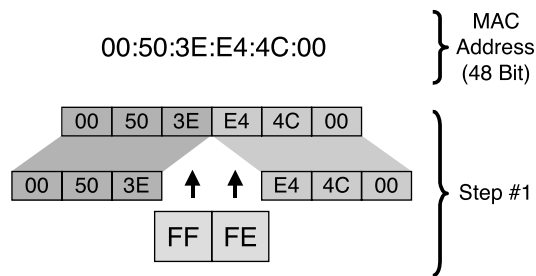 00:50:3E:E4:4C:00
MAC
Address
(48 Bit)
00 50 3E E4 4C 00
00 50 3E E4 4C 00
FF FE
Step #1